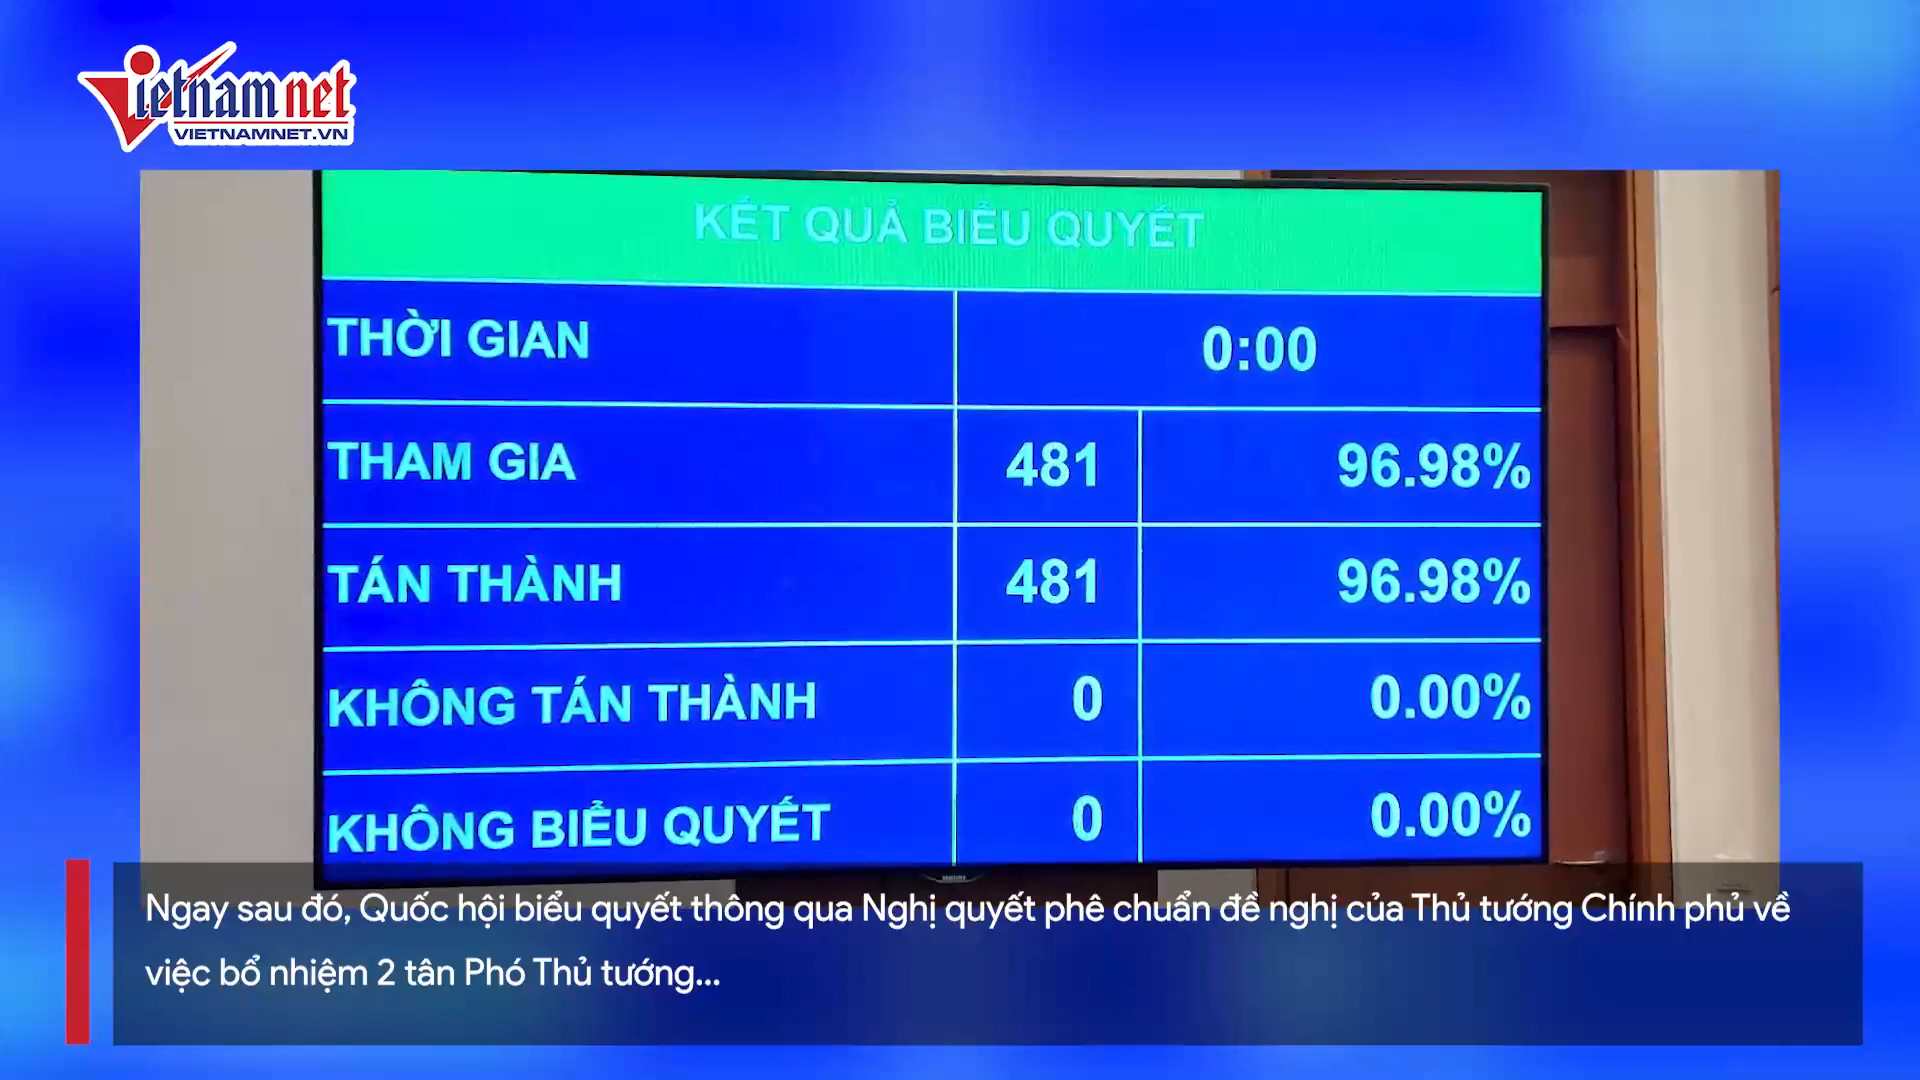 Vietnamnet
VIETNAMNET.VN
KẾT QUẢ BIỂU QUYẾT
THỜI GIAN 0:00
THAM GIA 481 96.98%
TÁN THÀNH 481 96.98%
KHÔNG TÁN THÀNH 0 0.00%
KHÔNG BIỂU QUYẾT 0 0.00%
Ngay sau đó, Quốc hội biểu quyết thông qua Nghị quyết phê chuẩn đề nghị của Thủ tướng Chính phủ về
việc bổ nhiệm 2 tân Phó Thủ tướng...